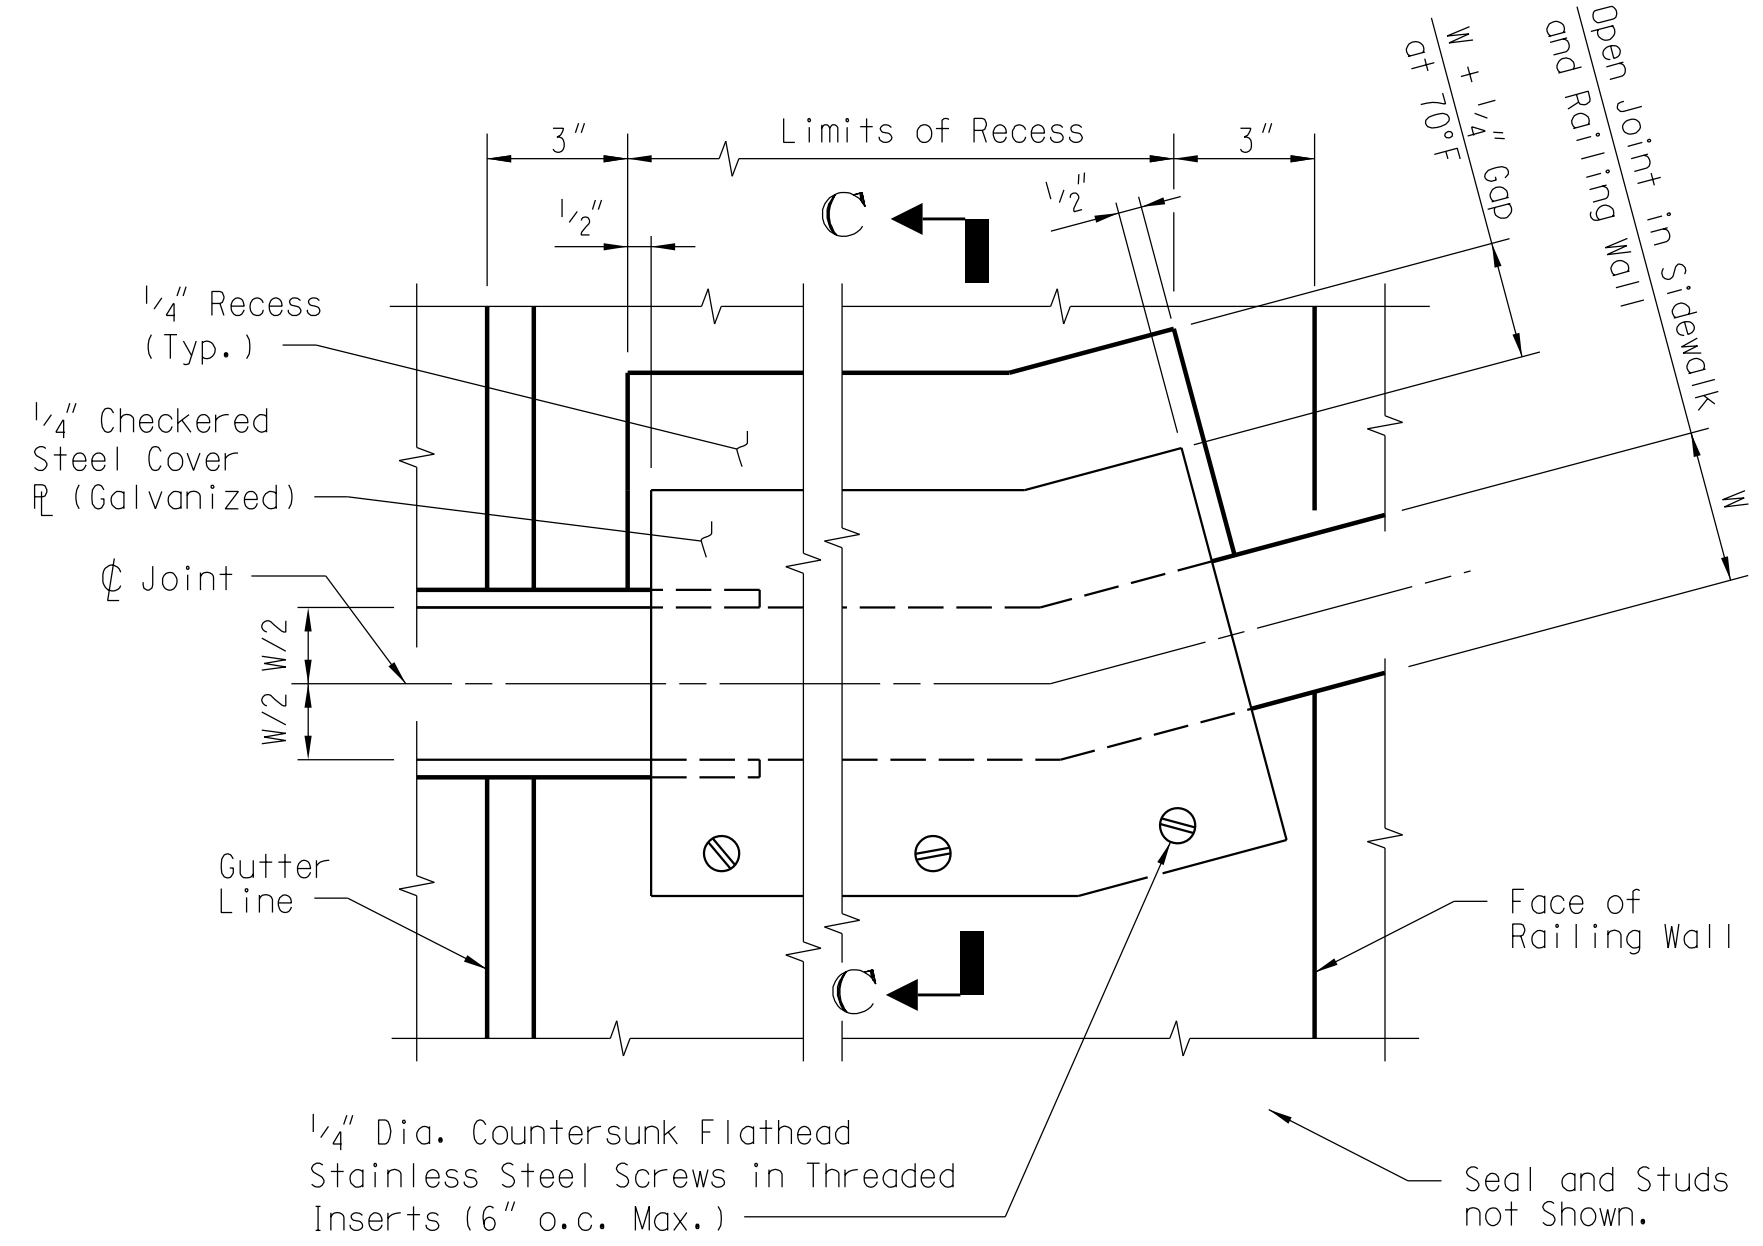 3"
Limits of Recess
3"
W + 1/4" Gap
at 70°F
Open Joint in Sidewalk
and Railing Wall
1/2"
C
1/2"
1/4" Recess
(Typ.)
1/4" Checkered
Steel Cover
℄ Joint
PL (Galvanized)
W/2
W/2
W
Gutter
Line
Face of
Railing Wall
C
1/4" Dia. Countersunk Flathead
Stainless Steel Screws in Threaded
Inserts (6" o.c. Max.)
Seal and Studs
not Shown.